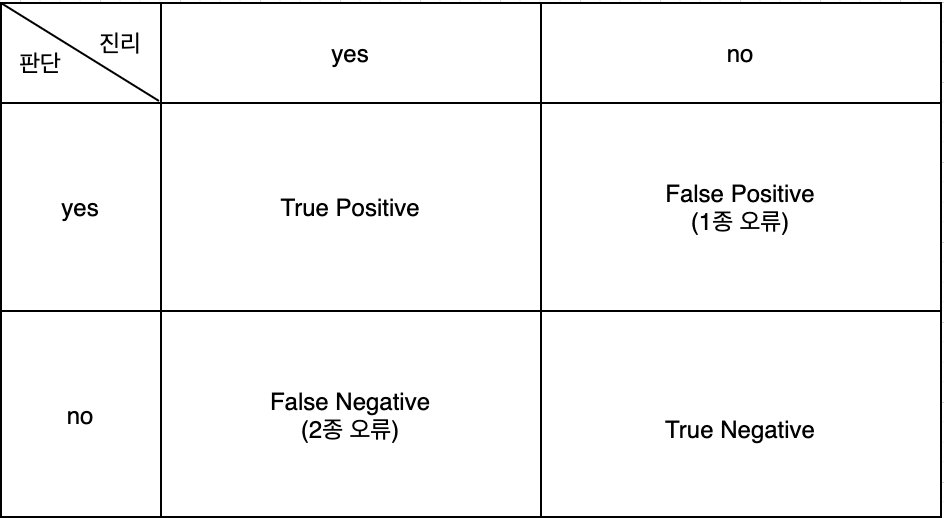 진리
판단
yes
no
yes
True Positive
False Positive
(1종 오류)
no
False Negative
(2종 오류)
True Negative